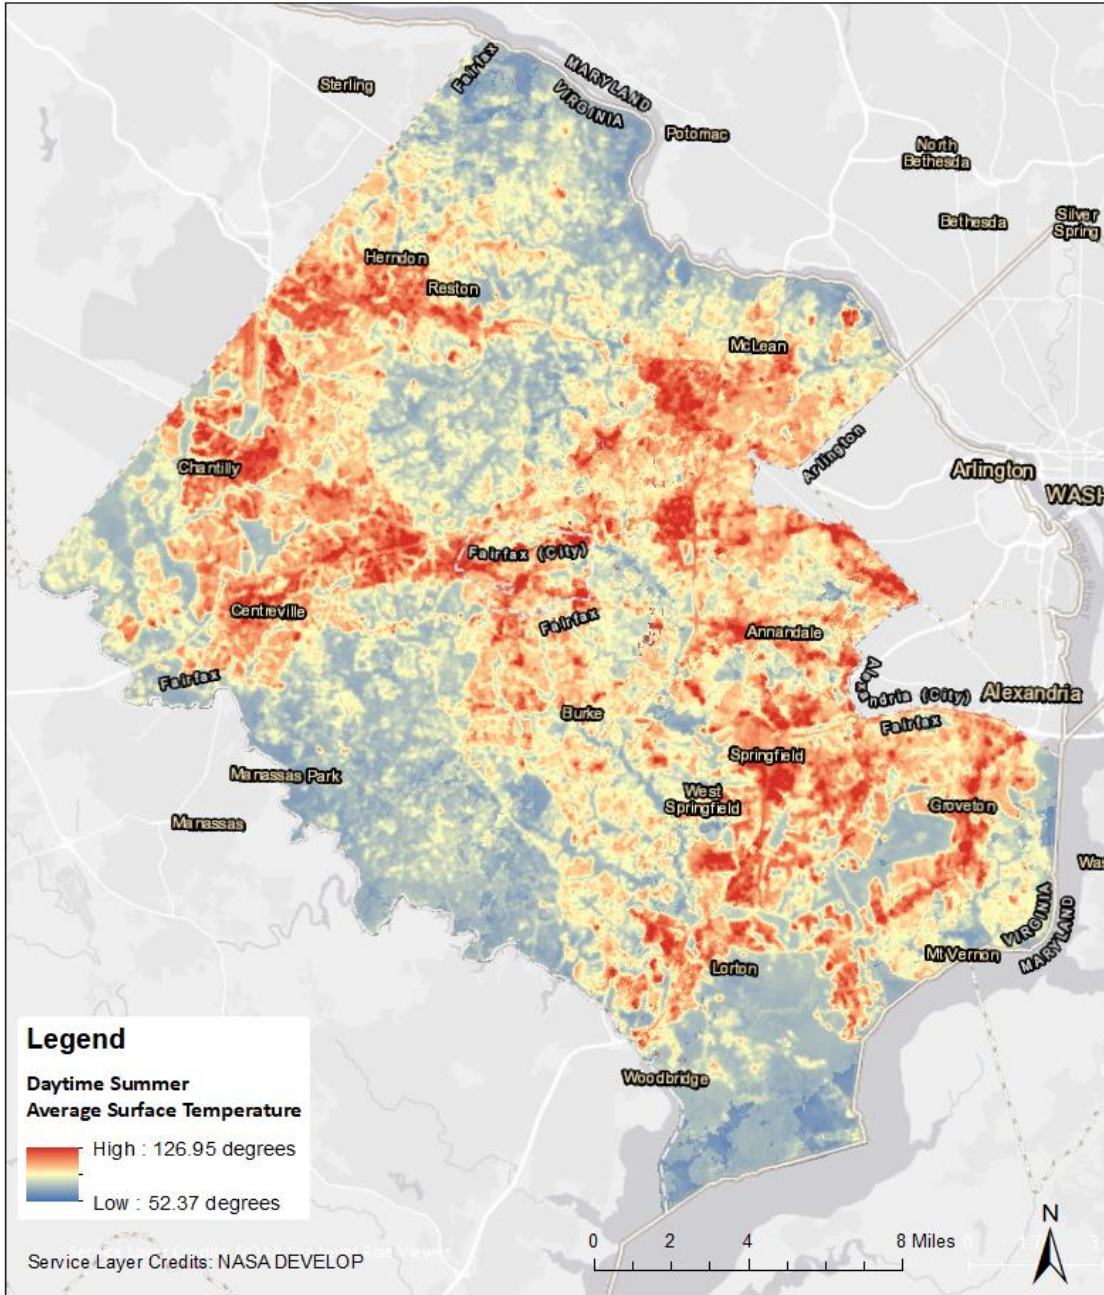 Fairfax
MARYLAND
VIRGINIA
Sterling
Potomac
North
Bethesda
Bethesda
Silver
Spring
Herndon
Reston
McLean
Arlington
Arlington
WASH
Chantilly
Fairfax (City)
Centreville
Fairfax
Annandale
Fairfax
Alexandria (City)
Alexandria
Fairfax
Burke
Springfield
Manassas Park
West
Springfield
Groveton
Manassas
Was
VIRGINIA
MARYLAND
Mt Vernon
Lorton
Woodbridge
Legend
Daytime Summer
Average Surface Temperature
High : 126.95 degrees
Low : 52.37 degrees
Service Layer Credits: NASA DEVELOP
0 2 4 8 Miles
N